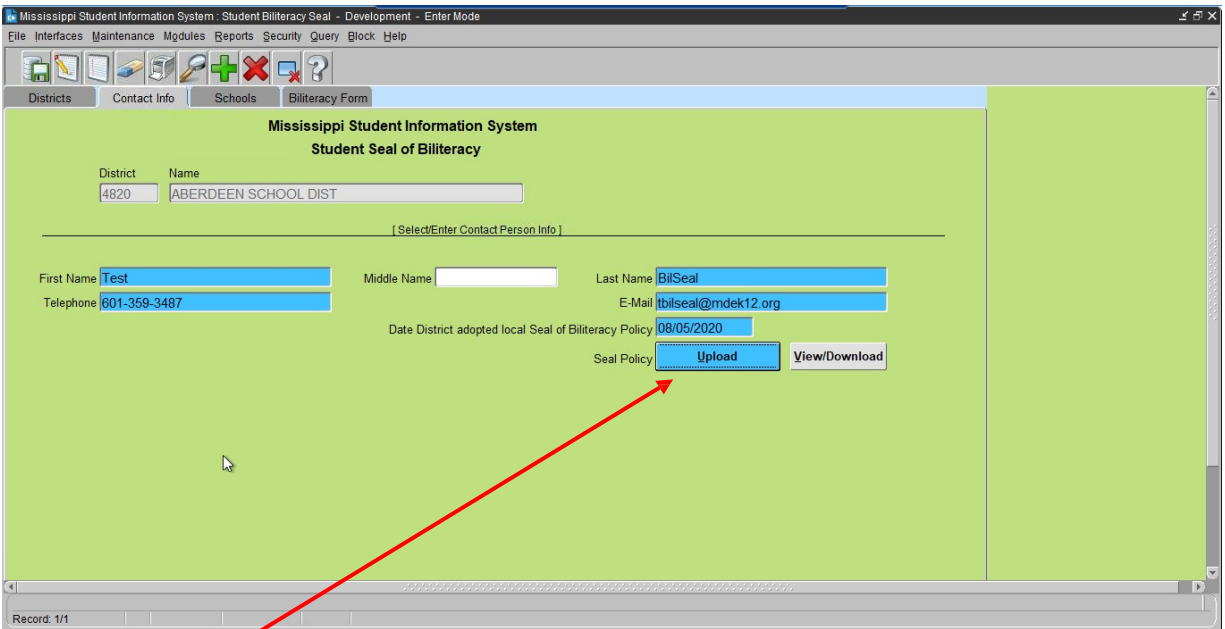 Mississippi Student Information System : Student Biliteracy Seal - Development - Enter Mode
File Interfaces Maintenance Modules Reports Security Query Block Help
Districts Contact Info Schools Biliteracy Form
Mississippi Student Information System
Student Seal of Biliteracy
District Name
4820 ABERDEEN SCHOOL DIST
[ Select/Enter Contact Person Info ]
First Name Test Middle Name Last Name BilSeal
Telephone 601-359-3487 E-Mail tbilseal@mdek12.org
Date District adopted local Seal of Biliteracy Policy 08/05/2020
Seal Policy Upload View/Download
Record: 1/1